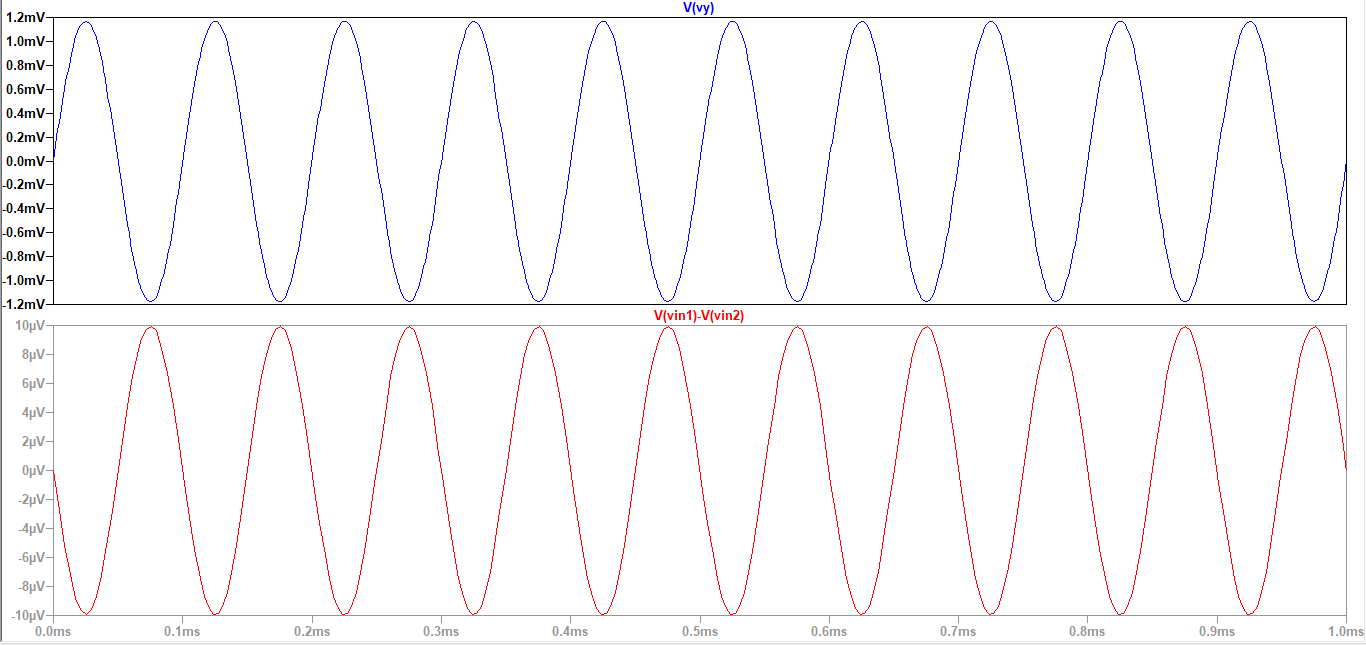 V(vy)
1.2mV
1.0mV
0.8mV
0.6mV
0.4mV
0.2mV
0.0mV
-0.2mV
-0.4mV
-0.6mV
-0.8mV
-1.0mV
-1.2mV
V(vin1)-V(vin2)
10µV
8µV
6µV
4µV
2µV
0µV
-2µV
-4µV
-6µV
-8µV
-10µV
0.0ms 0.1ms 0.2ms 0.3ms 0.4ms 0.5ms 0.6ms 0.7ms 0.8ms 0.9ms 1.0ms